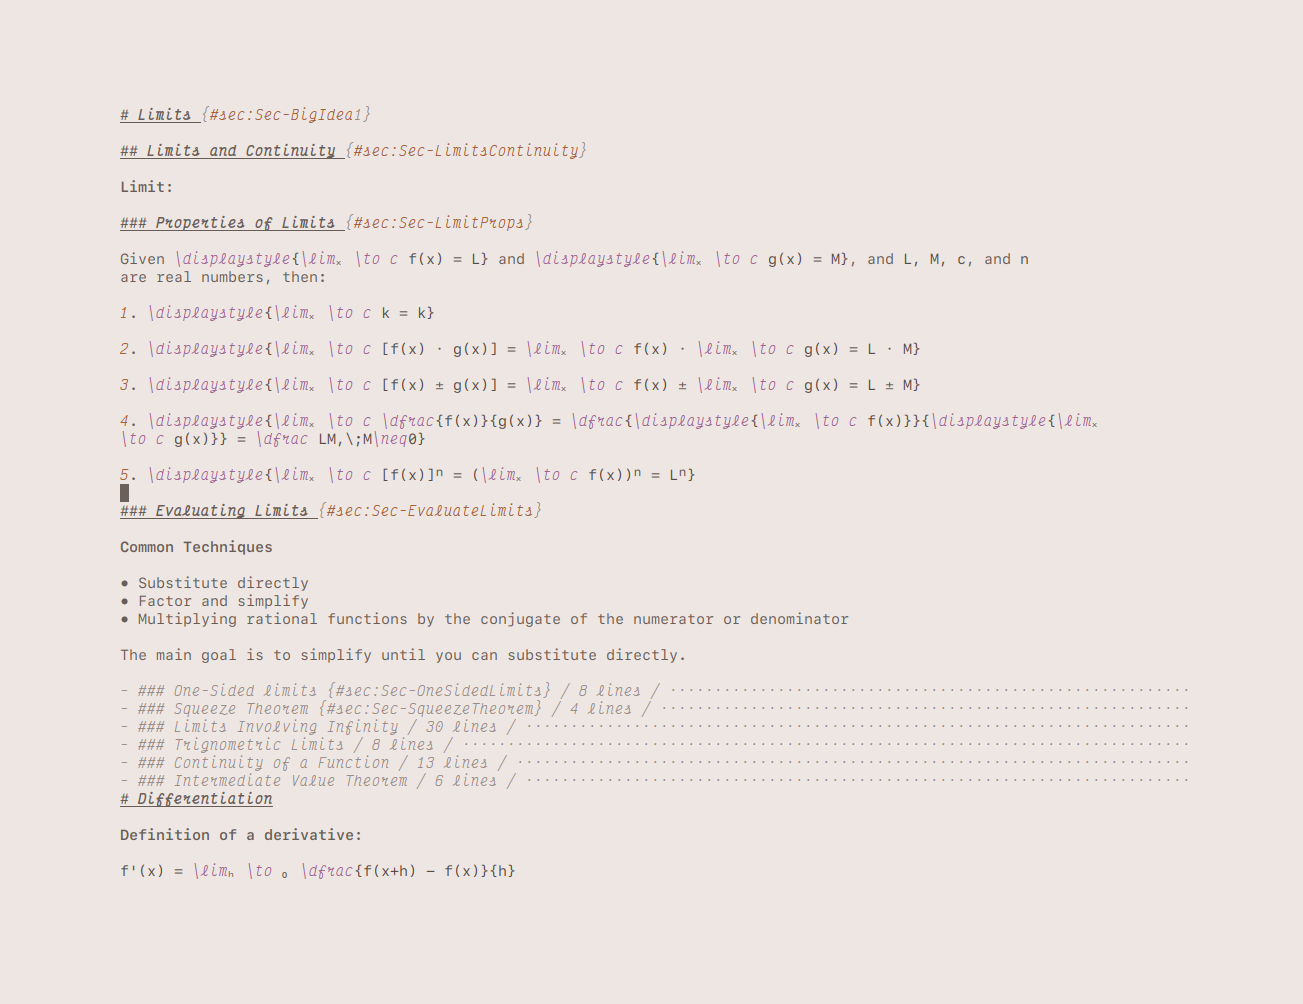 # Limits {#sec:Sec-BigIdea1}
## Limits and Continuity {#sec:Sec-LimitsContinuity}
Limit:
### Properties of Limits {#sec:Sec-LimitProps}
Given \displaystyle{\limₓ \to c f(x) = L} and \displaystyle{\limₓ \to c g(x) = M}, and L, M, c, and n
are real numbers, then:
1. \displaystyle{\limₓ \to c k = k}
2. \displaystyle{\limₓ \to c [f(x) · g(x)] = \limₓ \to c f(x) · \limₓ \to c g(x) = L · M}
3. \displaystyle{\limₓ \to c [f(x) ± g(x)] = \limₓ \to c f(x) ± \limₓ \to c g(x) = L ± M}
4. \displaystyle{\limₓ \to c \dfrac{f(x)}{g(x)} = \dfrac{\displaystyle{\limₓ \to c f(x)}}{\displaystyle{\limₓ
\to c g(x)}} = \dfrac LM,\;M\neq0}
5. \displaystyle{\limₓ \to c [f(x)]ⁿ = (\limₓ \to c f(x))ⁿ = Lⁿ}
### Evaluating Limits {#sec:Sec-EvaluateLimits}
Common Techniques
● Substitute directly
● Factor and simplify
● Multiplying rational functions by the conjugate of the numerator or denominator
The main goal is to simplify until you can substitute directly.
- ### One-Sided limits {#sec:Sec-OneSidedLimits} / 8 lines / ··························································
- ### Squeeze Theorem {#sec:Sec-SqueezeTheorem} / 4 lines / ···························································
- ### Limits Involving Infinity / 30 lines / ··········································································
- ### Trignometric Limits / 8 lines / ·················································································
- ### Continuity of a Function / 13 lines / ···········································································
- ### Intermediate Value Theorem / 6 lines / ··········································································
# Differentiation
Definition of a derivative:
f'(x) = \limₕ \to ₀ \dfrac{f(x+h) − f(x)}{h}